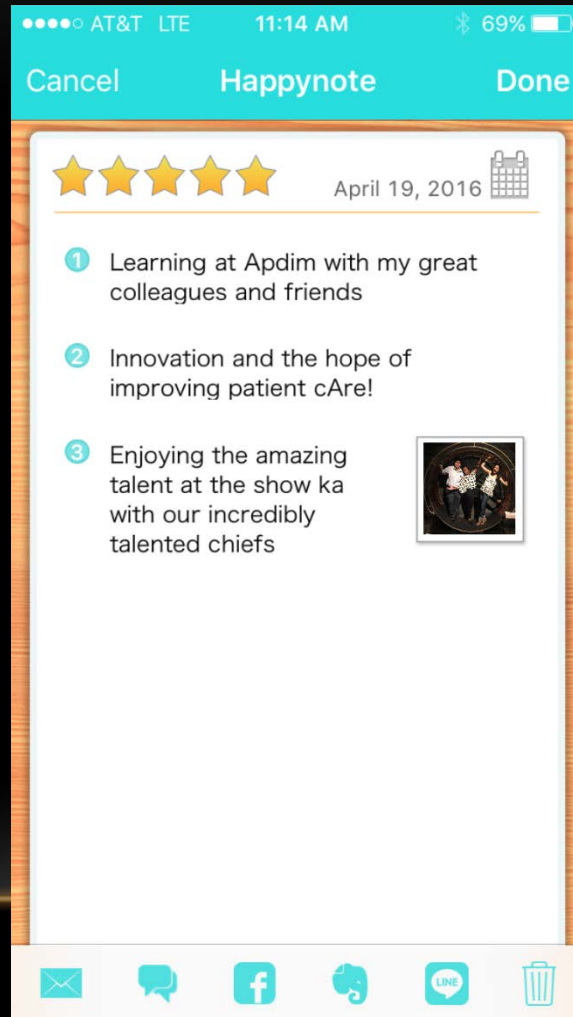 AT&T LTE 11:14 AM 69%
Cancel Happynote Done
April 19, 2016
1 Learning at Apdim with my great
colleagues and friends
2 Innovation and the hope of
improving patient cAre!
3 Enjoying the amazing
talent at the show ka
with our incredibly
talented chiefs
f LINE